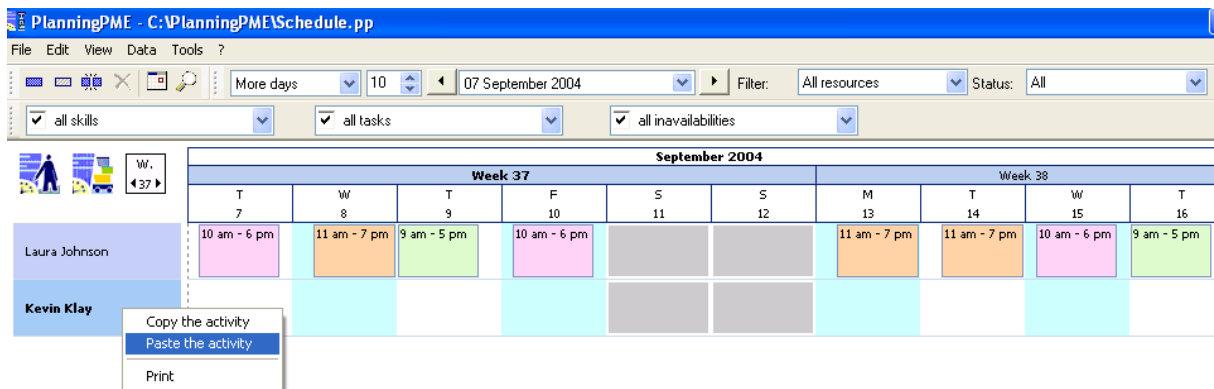 PlanningPME - C:\PlanningPME\Schedule.pp
File Edit View Data Tools ?
More days 10 07 September 2004 Filter: All resources Status: All
all skills all tasks all inavailabilities
September 2004
W. 37 Week 37 Week 38
T W T F S S M T W T
7 8 9 10 11 12 13 14 15 16
10 am - 6 pm 11 am - 7 pm 9 am - 5 pm 10 am - 6 pm 11 am - 7 pm 11 am - 7 pm 10 am - 6 pm 9 am - 5 pm
Laura Johnson
Kevin Klay
Copy the activity
Paste the activity
Print